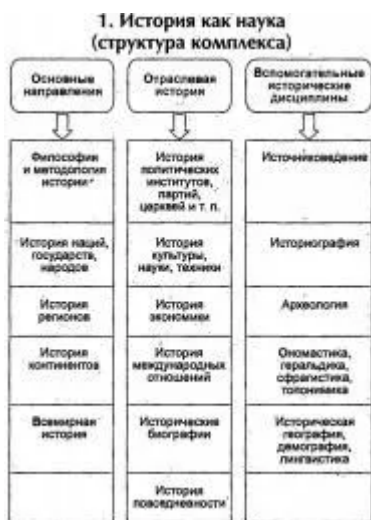 1. История как наука
(структура комплекса)
Основные
направления
Отраслевая
история
Вспомогательные
исторические
дисциплины
Философия
и методология
истории
История
политических
институтов,
партий,
церквей и т. п.
Источниковедение
История наций,
государств,
народов
История
культуры,
науки, техники
Историография
История
регионов
История
экономики
Археология
История
континентов
История
международных
отношений
Ономастика,
геральдика,
сфрагистика,
топонимика
Всемирная
история
Исторические
биографии
Историческая
география,
демография,
лингвистика
История
повседневности